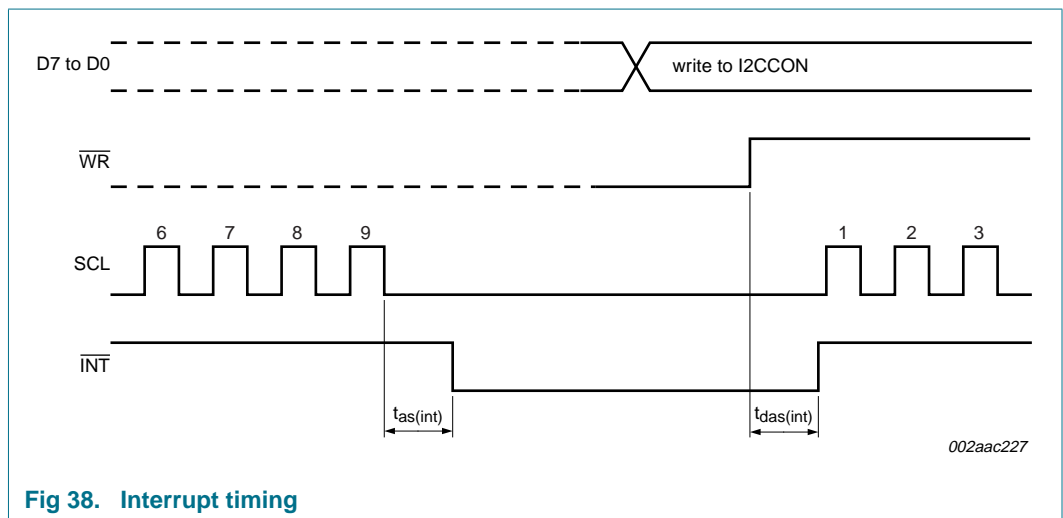 D7 to D0
write to I2CCON
WR
6 7 8 9 1 2 3
SCL
INT
tas(int) tdas(int)
002aac227
Fig 38. Interrupt timing